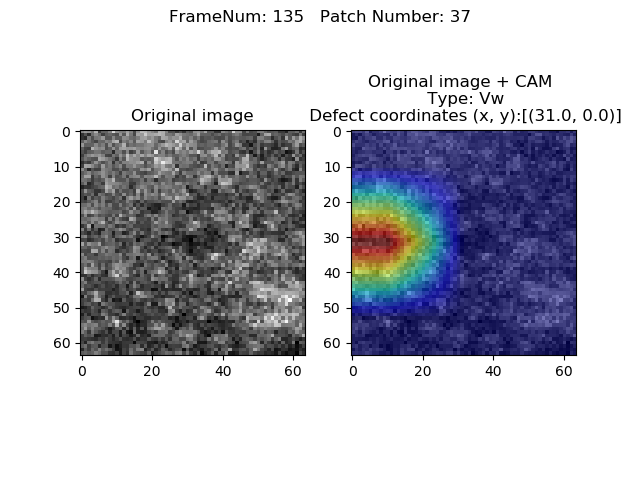 FrameNum: 135   Patch Number: 37
Original image
0
10
20
30
40
50
60
0 20 40 60
Original image + CAM
Type: Vw
Defect coordinates (x, y):[(31.0, 0.0)]
0
10
20
30
40
50
60
0 20 40 60